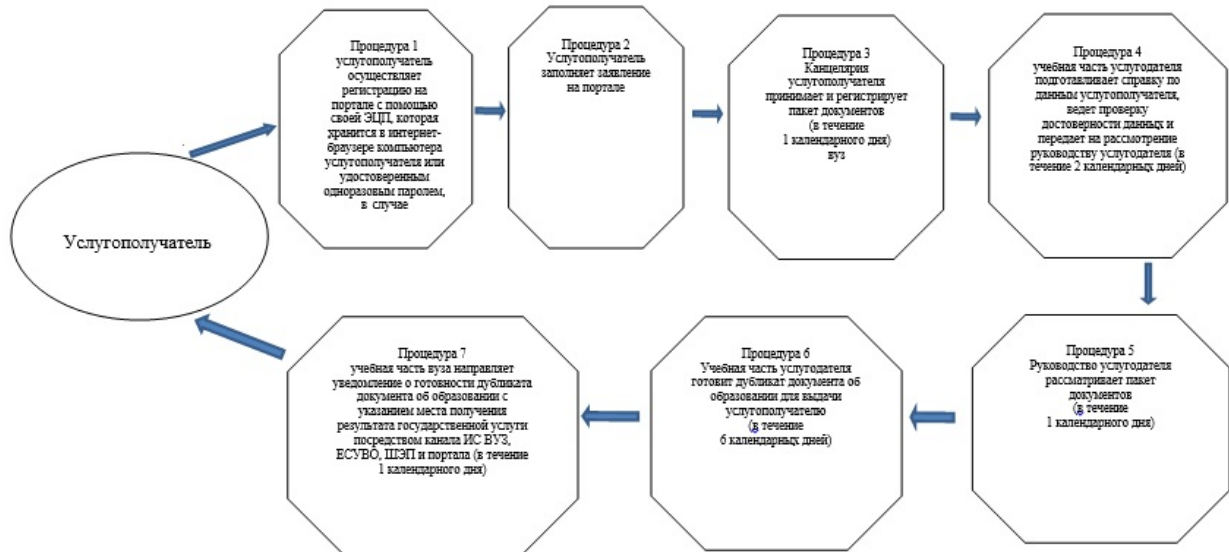 Процедура 1
услугополучатель
осуществляет
регистрацию на
портале с помощью
своей ЭЦП, которая
хранится в интернет-
браузере компьютера
услугополучателя или
удостоверенным
одноразовым паролем,
в случае
Процедура 2
Услугополучатель
заполняет заявление
на портале
Процедура 3
Канцелярия
услугополучателя
принимает и регистрирует
пакет документов
(в течение
1 календарного дня)
вуз
Процедура 4
учебная часть услугодателя
подготавливает справку по
данным услугополучателя,
ведет проверку
достоверности данных и
передает на рассмотрение
руководству услугодателя (в
течение 2 календарных дней)
Услугополучатель
Процедура 5
Руководство услугодателя
рассматривает пакет
документов
(в течение
1 календарного дня)
Процедура 6
Учебная часть услугодателя
готовит дубликат документа об
образовании для выдачи
услугополучателю
(в течение
6 календарных дней)
Процедура 7
учебная часть вуза направляет
уведомление о готовности дубликата
документа об образовании с
указанием места получения
результата государственной услуги
посредством канала ИС ВУЗ,
ЕСУВО, ШЭП и портала (в течение
1 календарного дня)